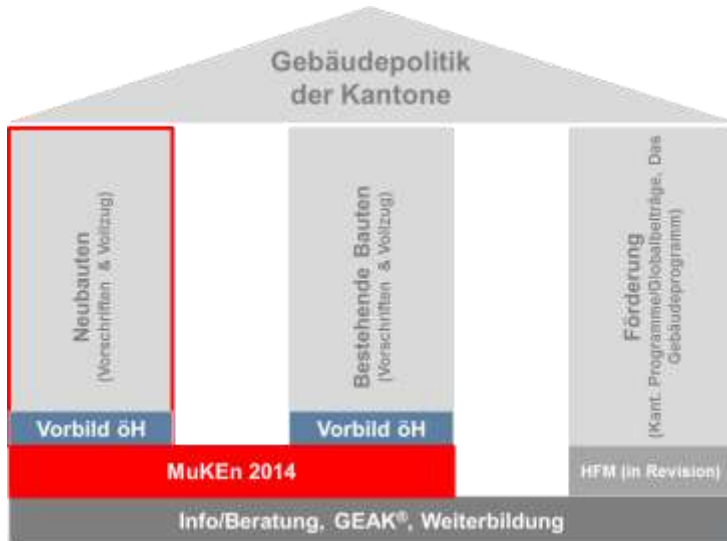 Gebäudepolitik
der Kantone
Neubauten
(Vorschriften & Vollzug)
Bestehende Bauten
(Vorschriften & Vollzug)
Förderung
(Kant. Programme/Globalbeiträge, Das
Gebäudeprogramm)
Vorbild öH
Vorbild öH
MuKEn 2014
HFM (in Revision)
Info/Beratung, GEAK®, Weiterbildung